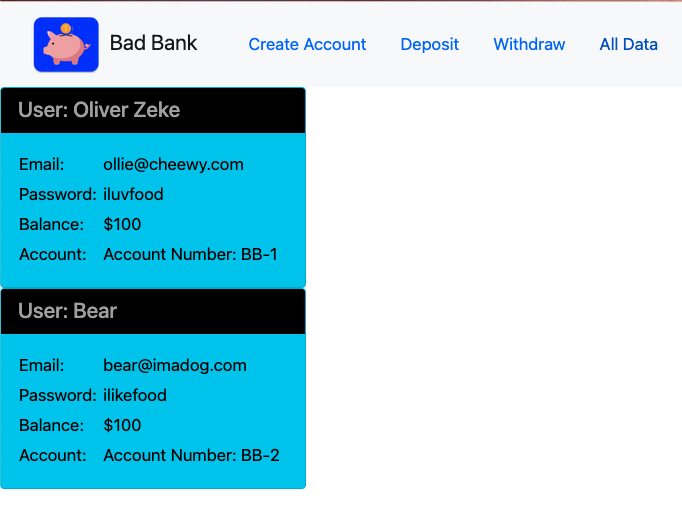 Bad Bank Create Account Deposit Withdraw All Data
User: Oliver Zeke
Email: ollie@cheewy.com
Password: iluvfood
Balance: $100
Account: Account Number: BB-1
User: Bear
Email: bear@imadog.com
Password: ilikefood
Balance: $100
Account: Account Number: BB-2